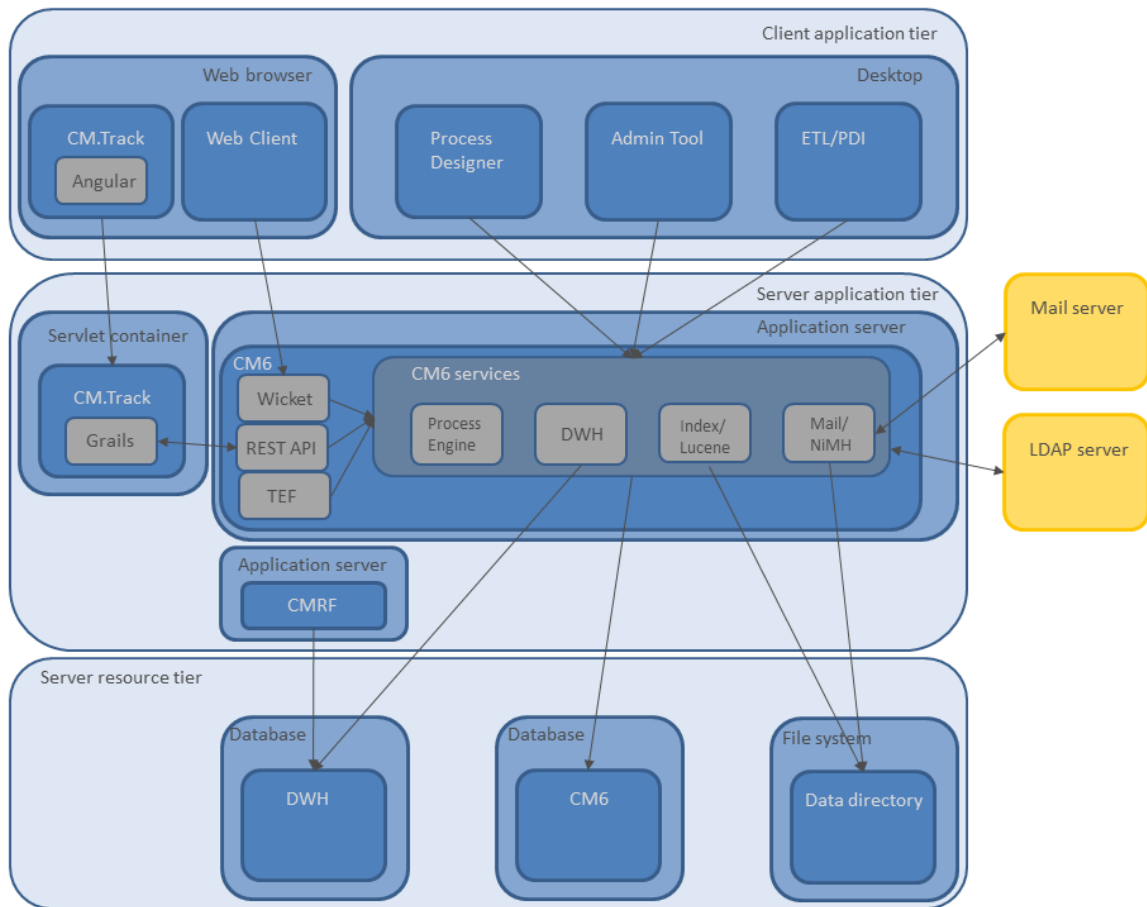 Client application tier
Web browser
Desktop
CM.Track
Angular
Web Client
Process
Designer
Admin Tool
ETL/PDI
Server application tier
Servlet container
CM.Track
Grails
Application server
CM6
Wicket
REST API
TEF
CM6 services
Process
Engine
DWH
Index/
Lucene
Mail/
NiMH
Mail server
LDAP server
Application server
CMRF
Server resource tier
Database
DWH
Database
CM6
File system
Data directory